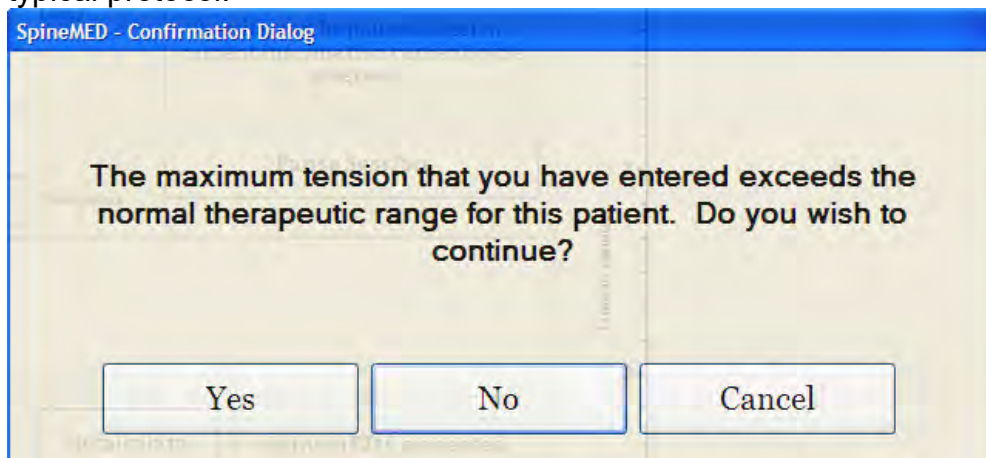 typical protocol.
SpineMED - Confirmation Dialog
The maximum tension that you have entered exceeds the
normal therapeutic range for this patient. Do you wish to
continue?
Yes No Cancel